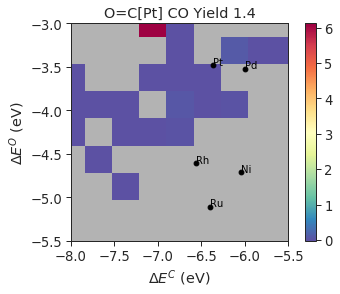 O=C[Pt] CO Yield 1.4
−3.0
−3.5
−4.0
−4.5
−5.0
−5.5
ΔE^O (eV)
Pt
Pd
Rh
Ni
Ru
−8.0 −7.5 −7.0 −6.5 −6.0 −5.5
ΔE^C (eV)
6
5
4
3
2
1
0